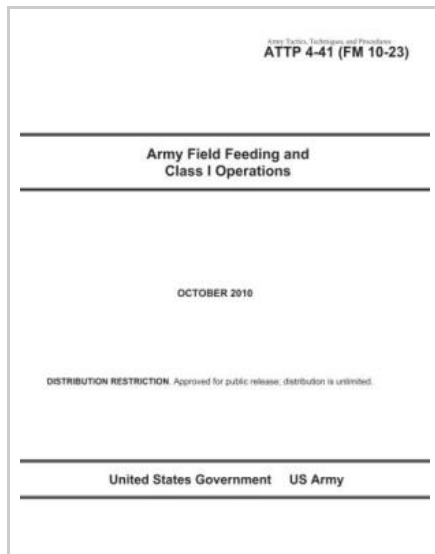 Army Tactics, Techniques, and Procedures
ATTP 4-41 (FM 10-23)
Army Field Feeding and
Class I Operations
OCTOBER 2010
DISTRIBUTION RESTRICTION. Approved for public release; distribution is unlimited.
United States Government US Army